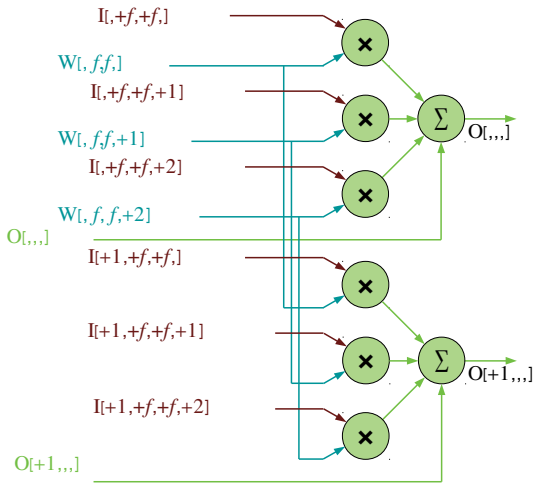 I[,+f,+f,]
×
W[, f,f,]
I[,+f,+f,+1]
×
Σ
O[,,,]
W[, f,f,+1]
I[,+f,+f,+2]
×
W[, f, f,+2]
O[,,,]
I[+1,+f,+f,]
×
I[+1,+f,+f,+1]
×
Σ
O[+1,,,]
I[+1,+f,+f,+2]
×
O[+1,,,]